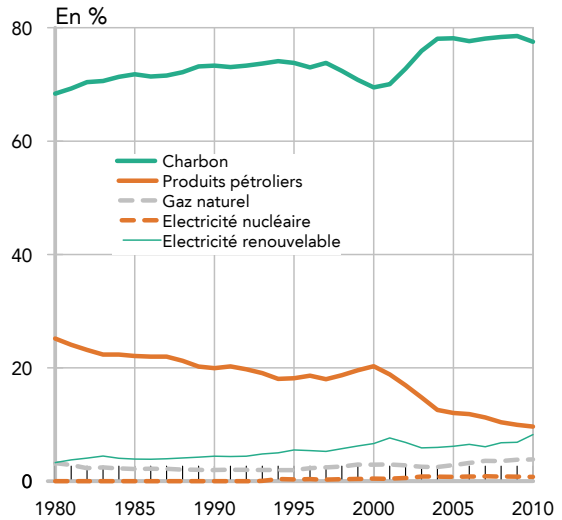 En %
80
60
Charbon
Produits pétroliers
Gaz naturel
Electricité nucléaire
Electricité renouvelable
40
20
0
1980 1985 1990 1995 2000 2005 2010